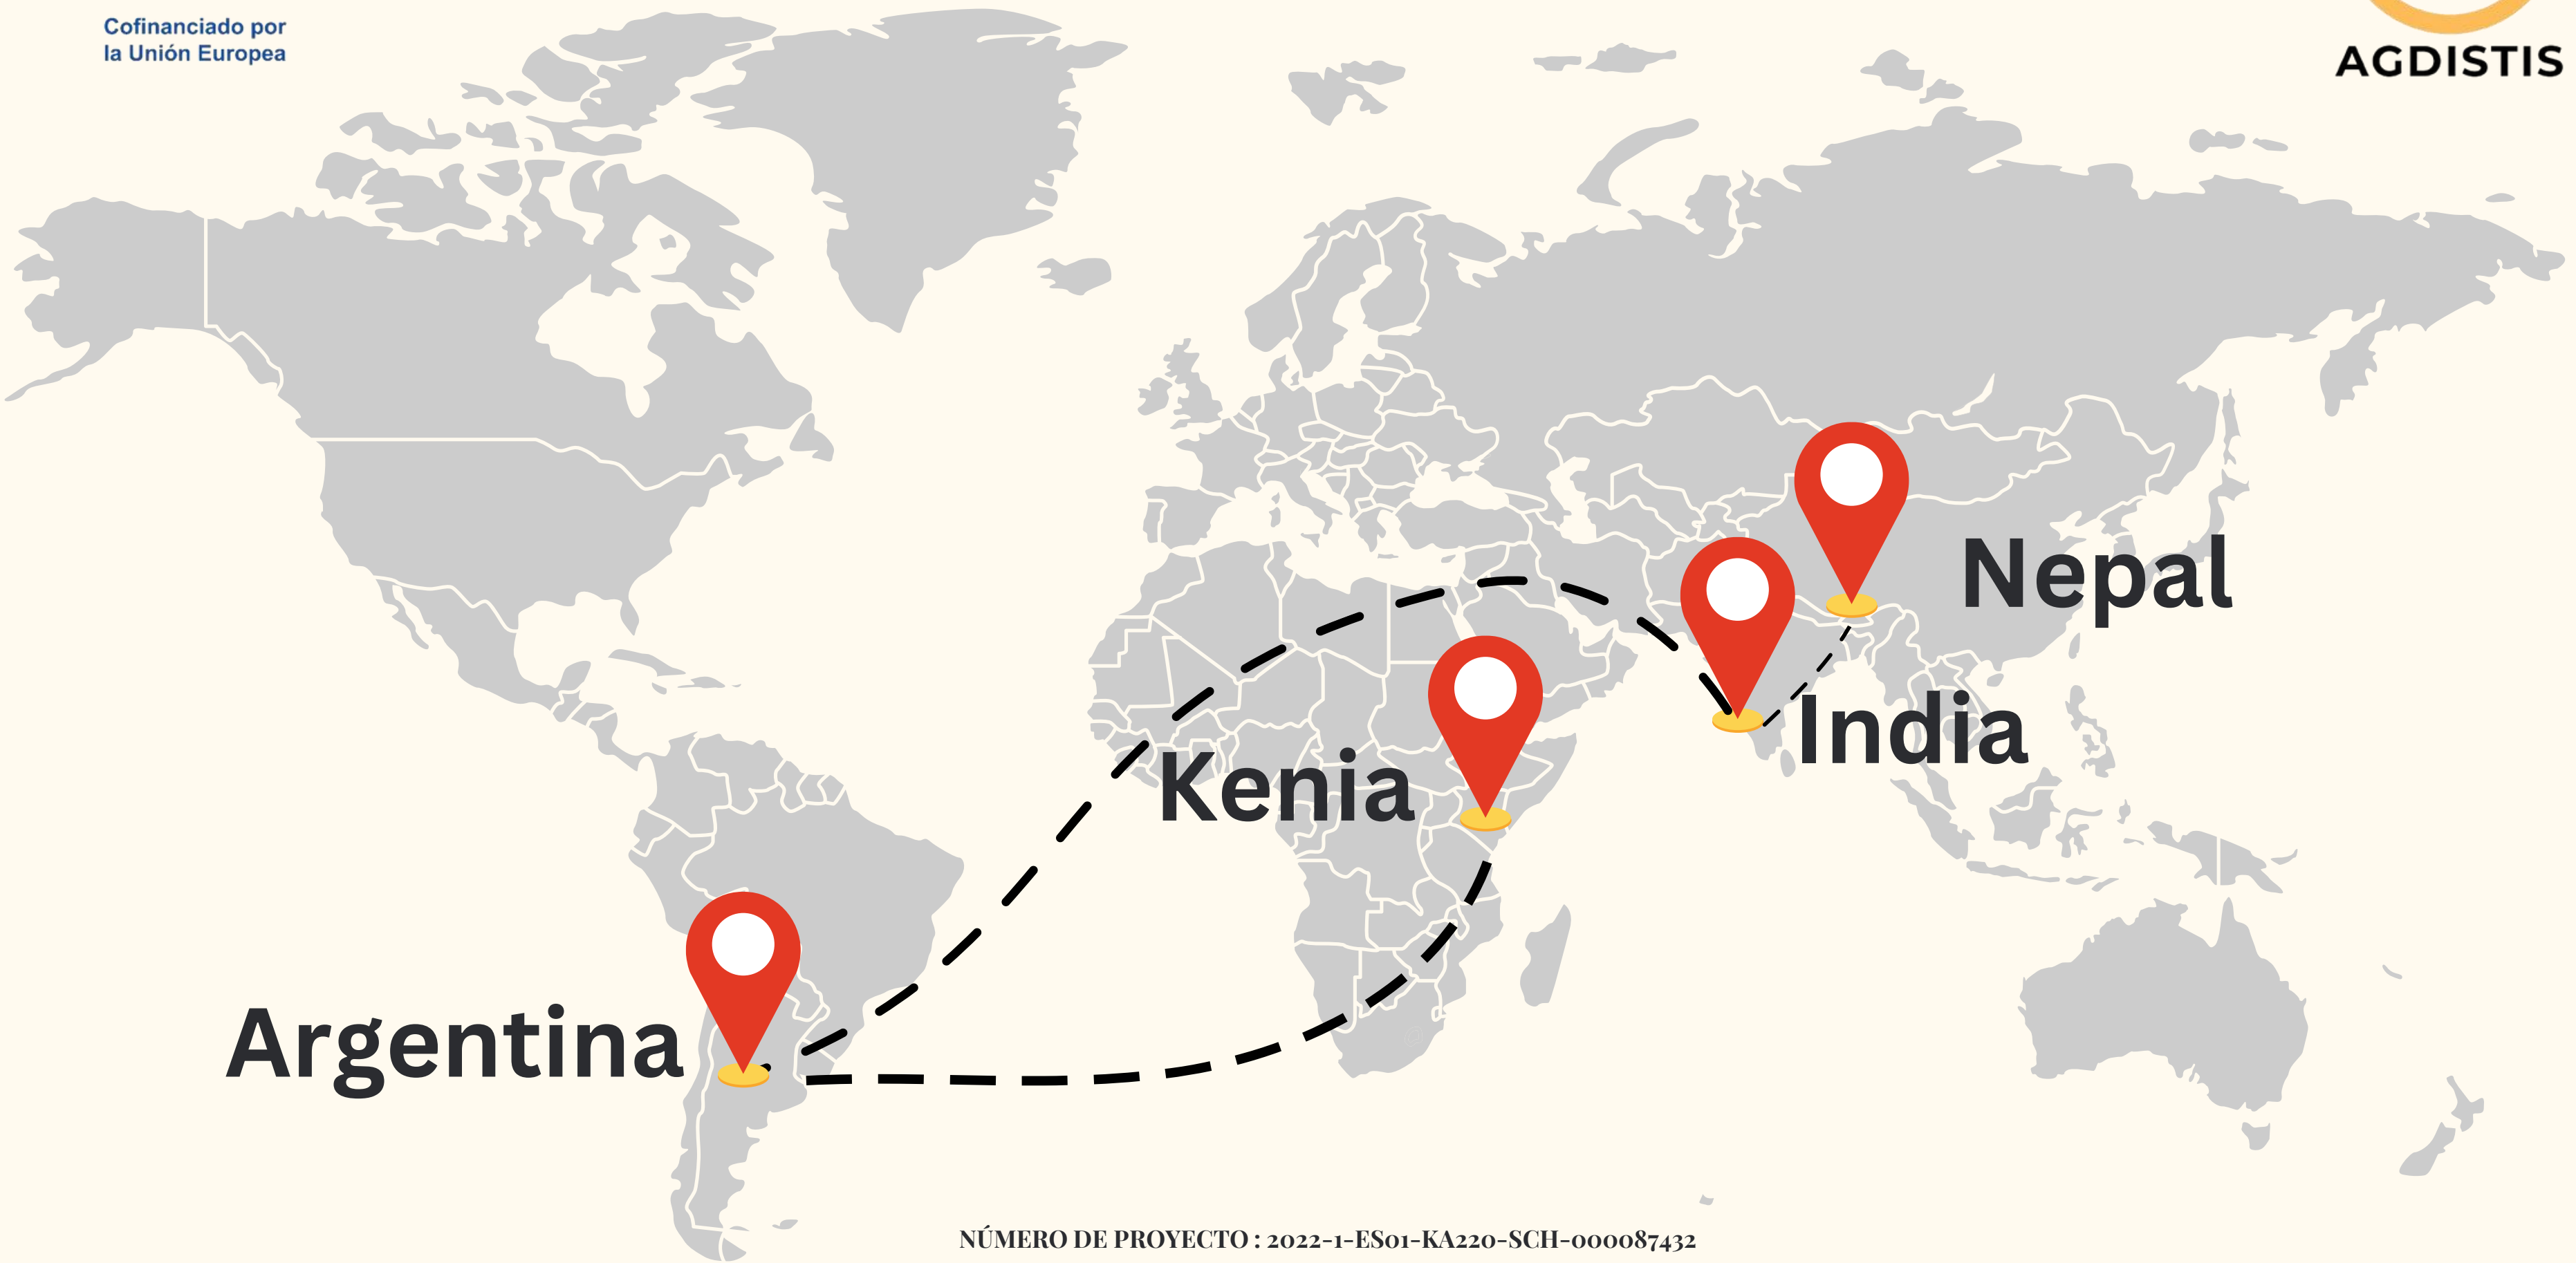 Cofinanciado por
la Unión Europea
AGDISTIS
Nepal
India
Kenia
Argentina
NÚMERO DE PROYECTO : 2022-1-ES01-KA220-SCH-000087432